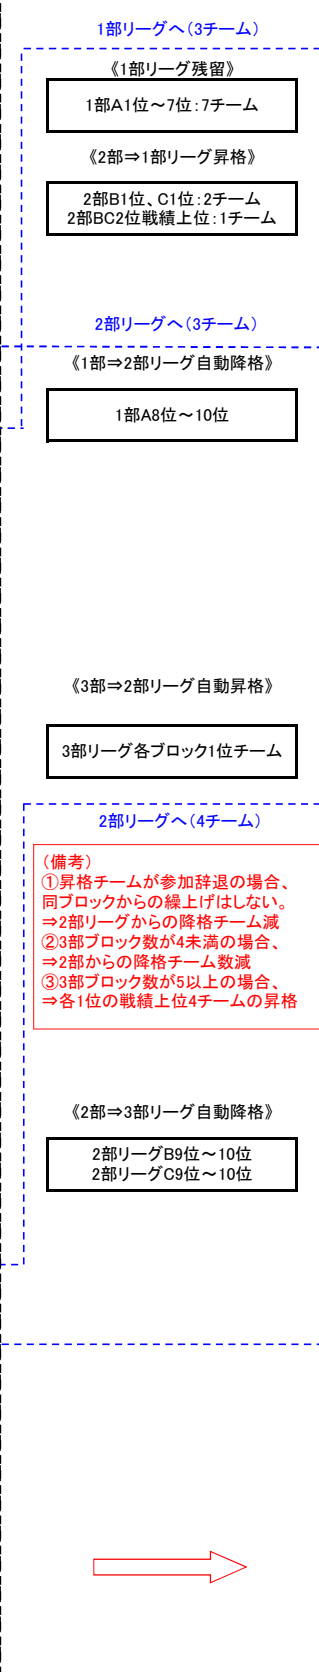 1部リーグへ（3チーム）
《1部リーグ残留》
1部A1位～7位：7チーム
《2部⇒1部リーグ昇格》
2部B1位、C1位：2チーム
2部BC2位戦績上位：1チーム
2部リーグへ（3チーム）
《1部⇒2部リーグ自動降格》
1部A8位～10位
《3部⇒2部リーグ自動昇格》
3部リーグ各ブロック1位チーム
2部リーグへ（4チーム）
（備考）
①昇格チームが参加辞退の場合、
同ブロックからの繰上げはしない。
⇒2部リーグからの降格チーム減
②3部ブロック数が4未満の場合、
⇒2部からの降格チーム数減
③3部ブロック数が5以上の場合、
⇒各1位の戦績上位4チームの昇格
《2部⇒3部リーグ自動降格》
2部リーグB9位～10位
2部リーグC9位～10位